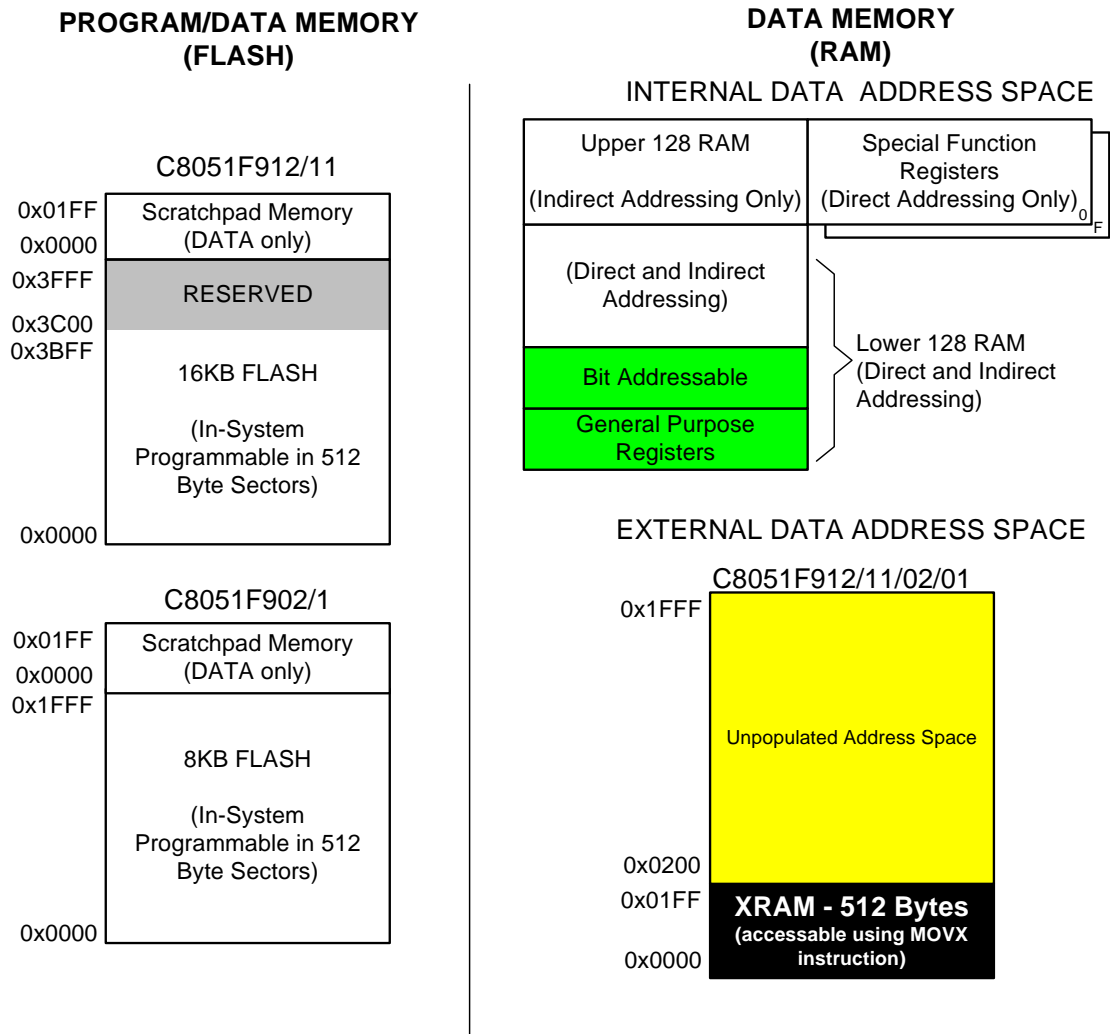 PROGRAM/DATA MEMORY
(FLASH)
C8051F912/11
0x01FF
Scratchpad Memory
(DATA only)
0x0000
0x3FFF
RESERVED
0x3C00
0x3BFF
16KB FLASH
(In-System
Programmable in 512
Byte Sectors)
0x0000
C8051F902/1
0x01FF
Scratchpad Memory
(DATA only)
0x0000
0x1FFF
8KB FLASH
(In-System
Programmable in 512
Byte Sectors)
0x0000
DATA MEMORY
(RAM)
INTERNAL DATA ADDRESS SPACE
Upper 128 RAM
(Indirect Addressing Only)
Special Function
Registers
(Direct Addressing Only)
0
F
(Direct and Indirect
Addressing)
Bit Addressable
General Purpose
Registers
Lower 128 RAM
(Direct and Indirect
Addressing)
EXTERNAL DATA ADDRESS SPACE
C8051F912/11/02/01
0x1FFF
Unpopulated Address Space
0x0200
0x01FF
XRAM - 512 Bytes
(accessable using MOVX
instruction)
0x0000